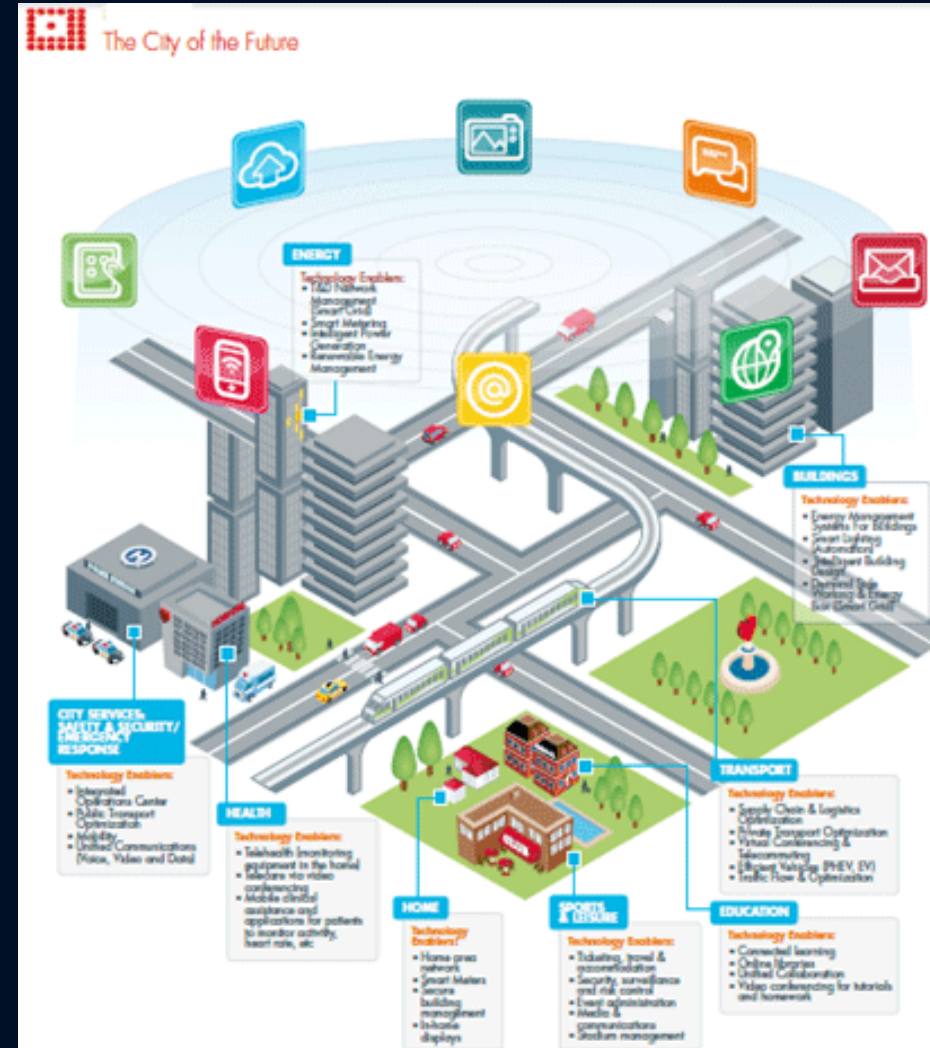 The City of the Future
ENERGY
Technology Enablers:
• T&D Network
Management
(Smart Grid)
• Smart Metering
• Intelligent Power
Generation
• Renewable Energy
Management
BUILDINGS
Technology Enablers:
• Energy Management
Systems For Buildings
• Smart Lighting
(Automation)
• Intelligent Building
Design
• Demand Side
Working & Energy
(Smart Grid)
H
CITY SERVICES:
SAFETY & SECURITY/
EMERGENCY
RESPONSE
Technology Enablers:
• Integrated
Operations Center
• Public Transport
Optimization
• Mobility
• Unified Communications
(Voice, Video and Data)
HEALTH
Technology Enablers:
• Telehealth (monitoring
equipment in the home)
• Telecare via video
conferencing
• Mobile clinical
assistance and
applications for patients
to monitor activity,
heart rate, etc
TRANSPORT
Technology Enablers:
• Supply Chain & Logistics
Optimization
• Private Transport Optimization
• Virtual Conferencing &
Telecommuting
• Efficient Vehicles (PHEV, EV)
• Traffic Flow & Optimization
HOME
Technology
Enablers:
• Home area
network
• Smart Meters
• Secure
building
management
• In-home
displays
SPORTS
& LEISURE
Technology Enablers:
• Ticketing, travel &
accommodation
• Security, surveillance
and risk control
• Event administration
• Media &
communications
• Stadium management
EDUCATION
Technology Enablers:
• Connected learning
• Online libraries
• Unified Collaboration
• Video conferencing for tutorials
and homework